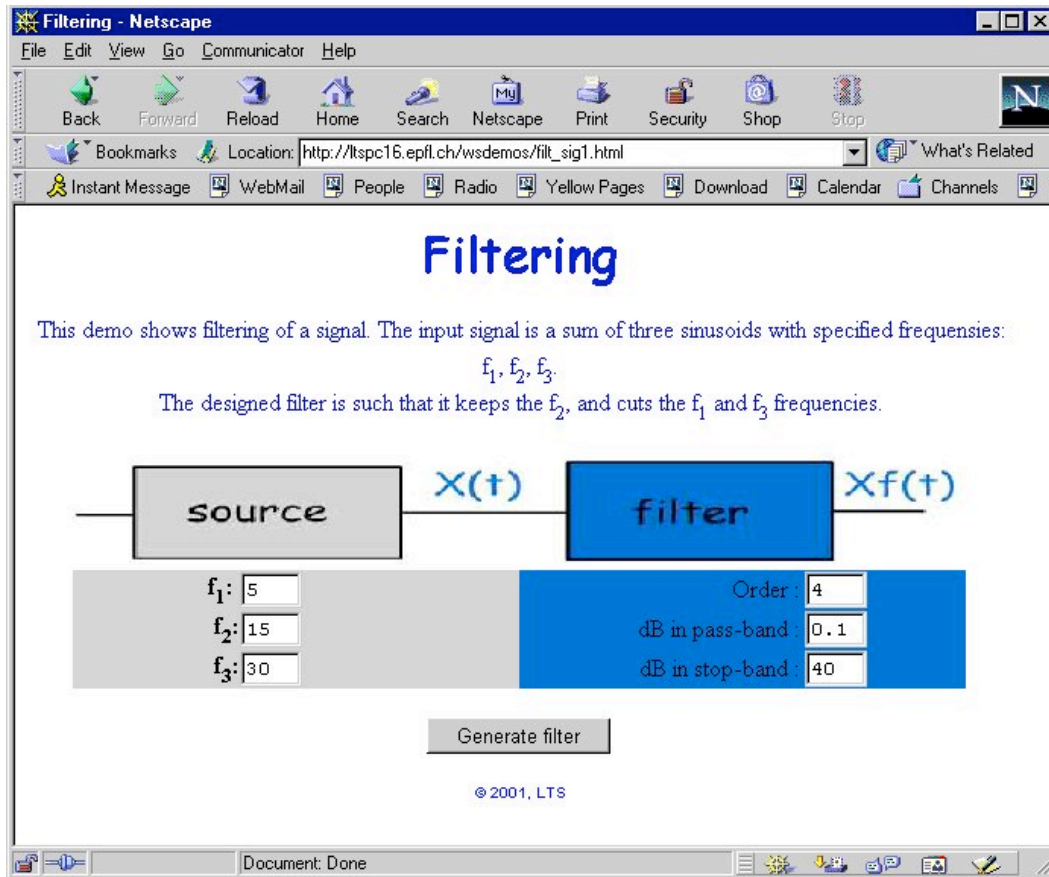 Filtering - Netscape
File Edit View Go Communicator Help
Back Forward Reload Home Search Netscape Print Security Shop Stop
My
N
Bookmarks Location: http://ltspc16.epfl.ch/wsdemos/filt_sig1.html What's Related
Instant Message WebMail People Radio Yellow Pages Download Calendar Channels
Filtering
This demo shows filtering of a signal. The input signal is a sum of three sinusoids with specified frequensies:
f1, f2, f3.
The designed filter is such that it keeps the f2, and cuts the f1 and f3 frequencies.
source X(t) filter Xf(t)
f1: 5 Order : 4
f2: 15 dB in pass-band : 0.1
f3: 30 dB in stop-band : 40
Generate filter
© 2001, LTS
Document: Done